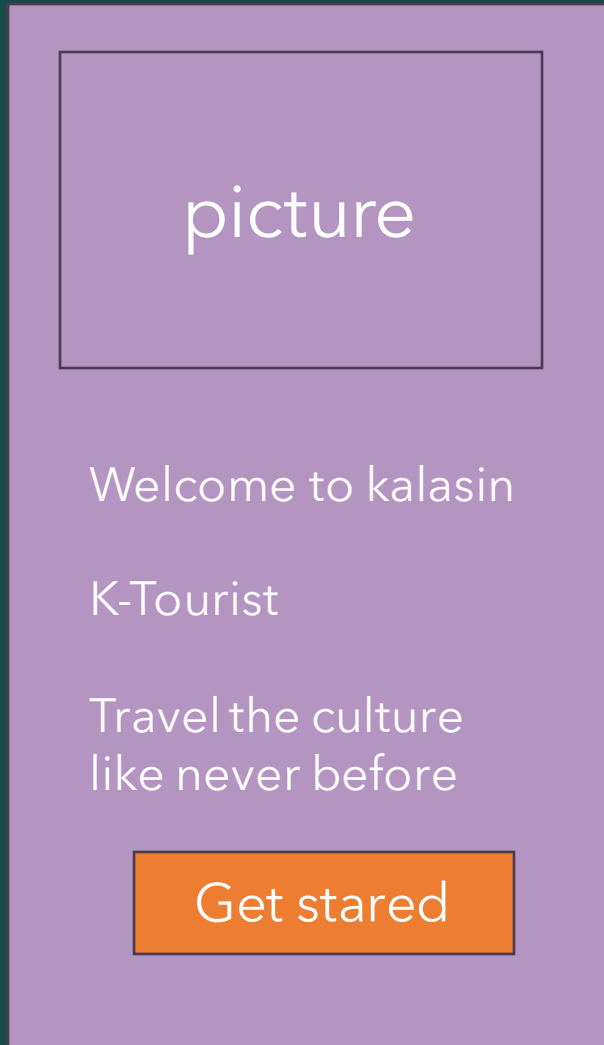 picture
Welcome to kalasin
K-Tourist
Travel the culture
like never before
Get stared